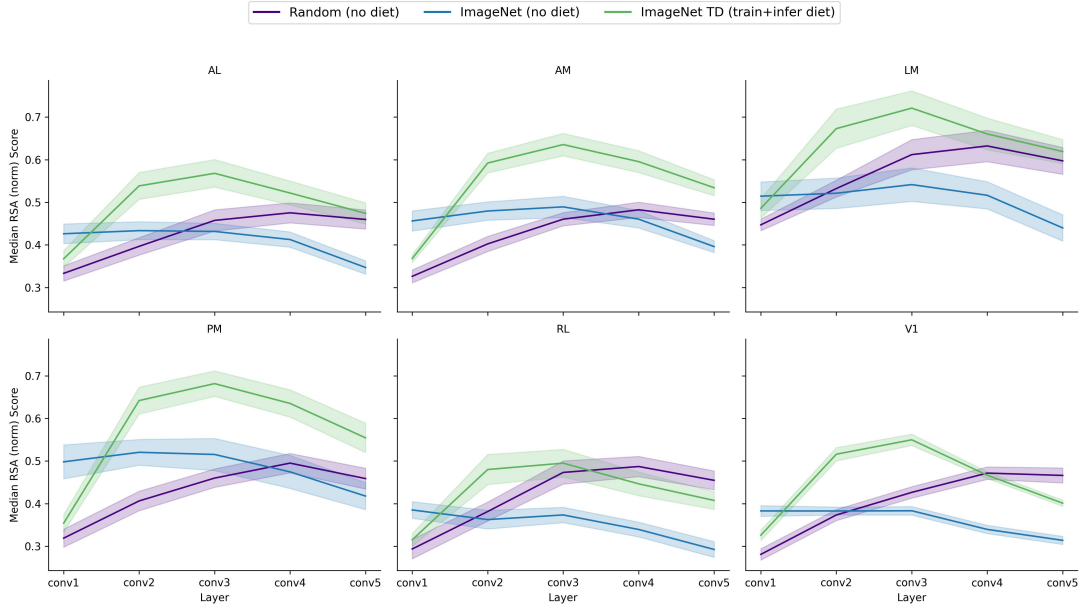 Random (no diet) ImageNet (no diet) ImageNet TD (train+infer diet)
AL AM LM
Median RSA (norm) Score
0.7
0.6
0.5
0.4
0.3
PM RL V1
Median RSA (norm) Score
0.7
0.6
0.5
0.4
0.3
conv1 conv2 conv3 conv4 conv5 conv1 conv2 conv3 conv4 conv5 conv1 conv2 conv3 conv4 conv5
Layer Layer Layer